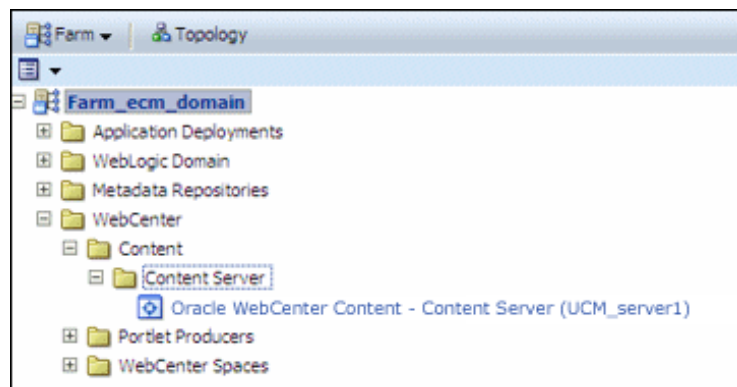 Farm Topology
Farm_ecm_domain
Application Deployments
WebLogic Domain
Metadata Repositories
WebCenter
Content
Content Server
Oracle WebCenter Content - Content Server (UCM_server1)
Portlet Producers
WebCenter Spaces